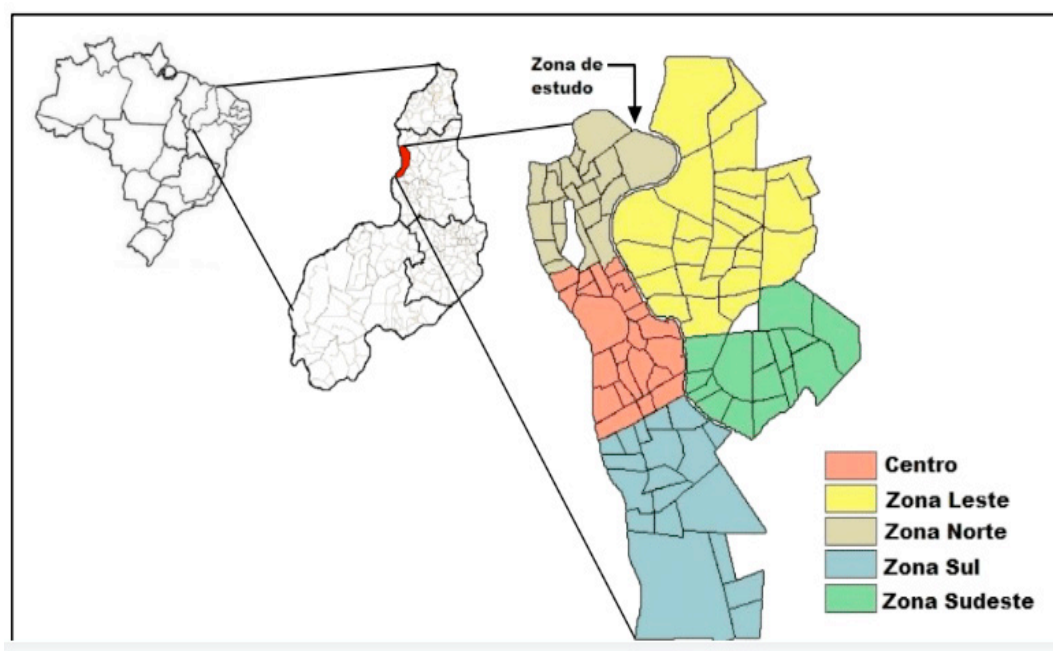 Zona de
estudo
Centro
Zona Leste
Zona Norte
Zona Sul
Zona Sudeste